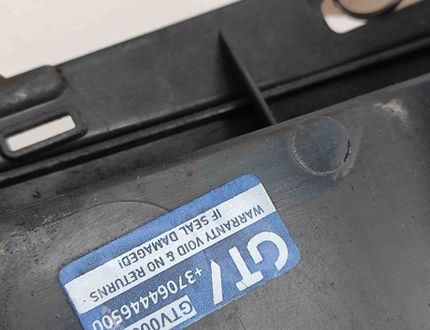 WARRANTY VOID & NO RETURNS
IF SEAL DAMAGED!
GTV
+37064446500